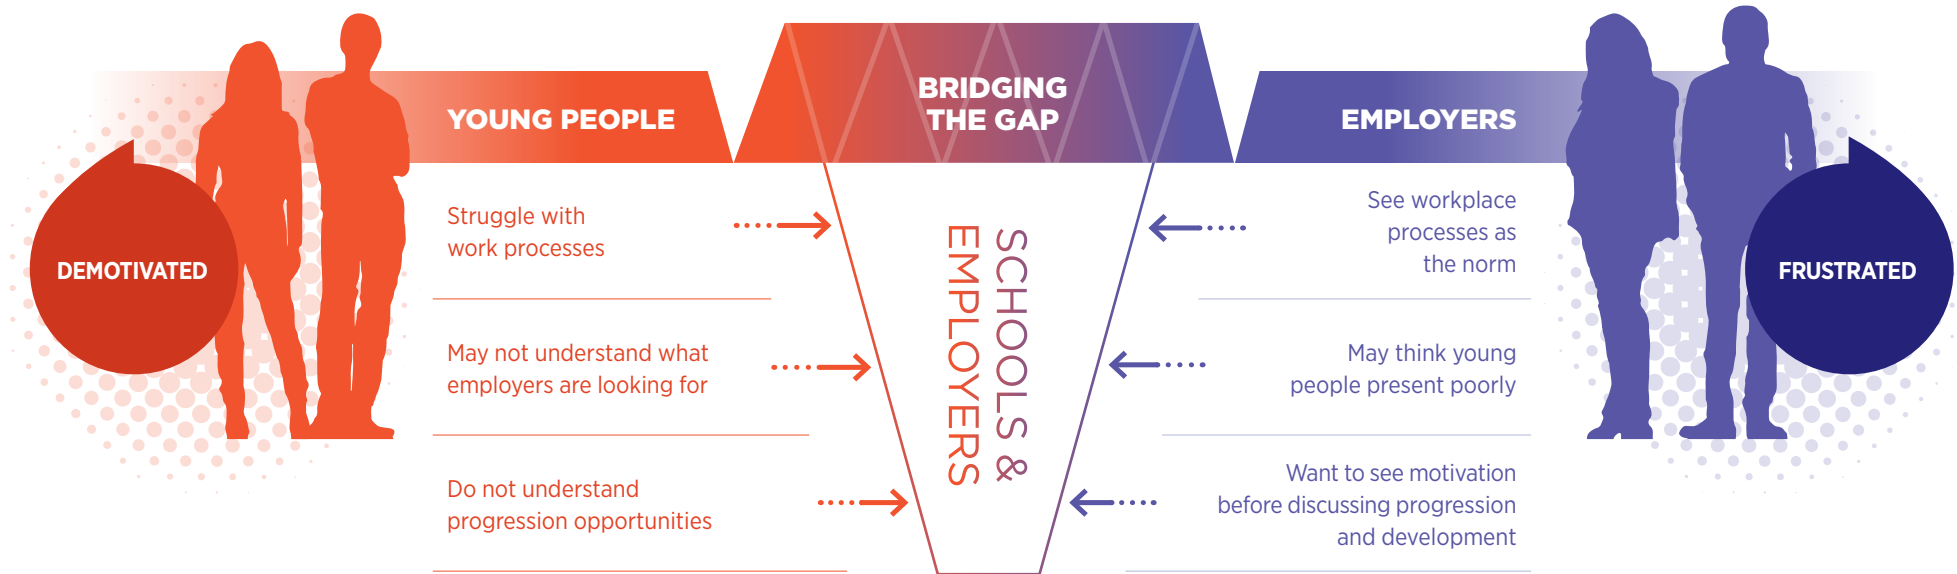 YOUNG PEOPLE
BRIDGING
THE GAP
EMPLOYERS
DEMOTIVATED
Struggle with
work processes
May not understand what
employers are looking for
Do not understand
progression opportunities
SCHOOLS &
EMPLOYERS
See workplace
processes as
the norm
May think young
people present poorly
Want to see motivation
before discussing progression
and development
FRUSTRATED